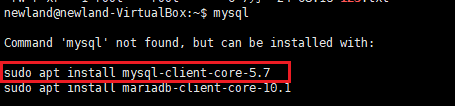 newland@newland-VirtualBox:~$ mysql
Command 'mysql' not found, but can be installed with:
sudo apt install mysql-client-core-5.7
sudo apt install mariadb-client-core-10.1